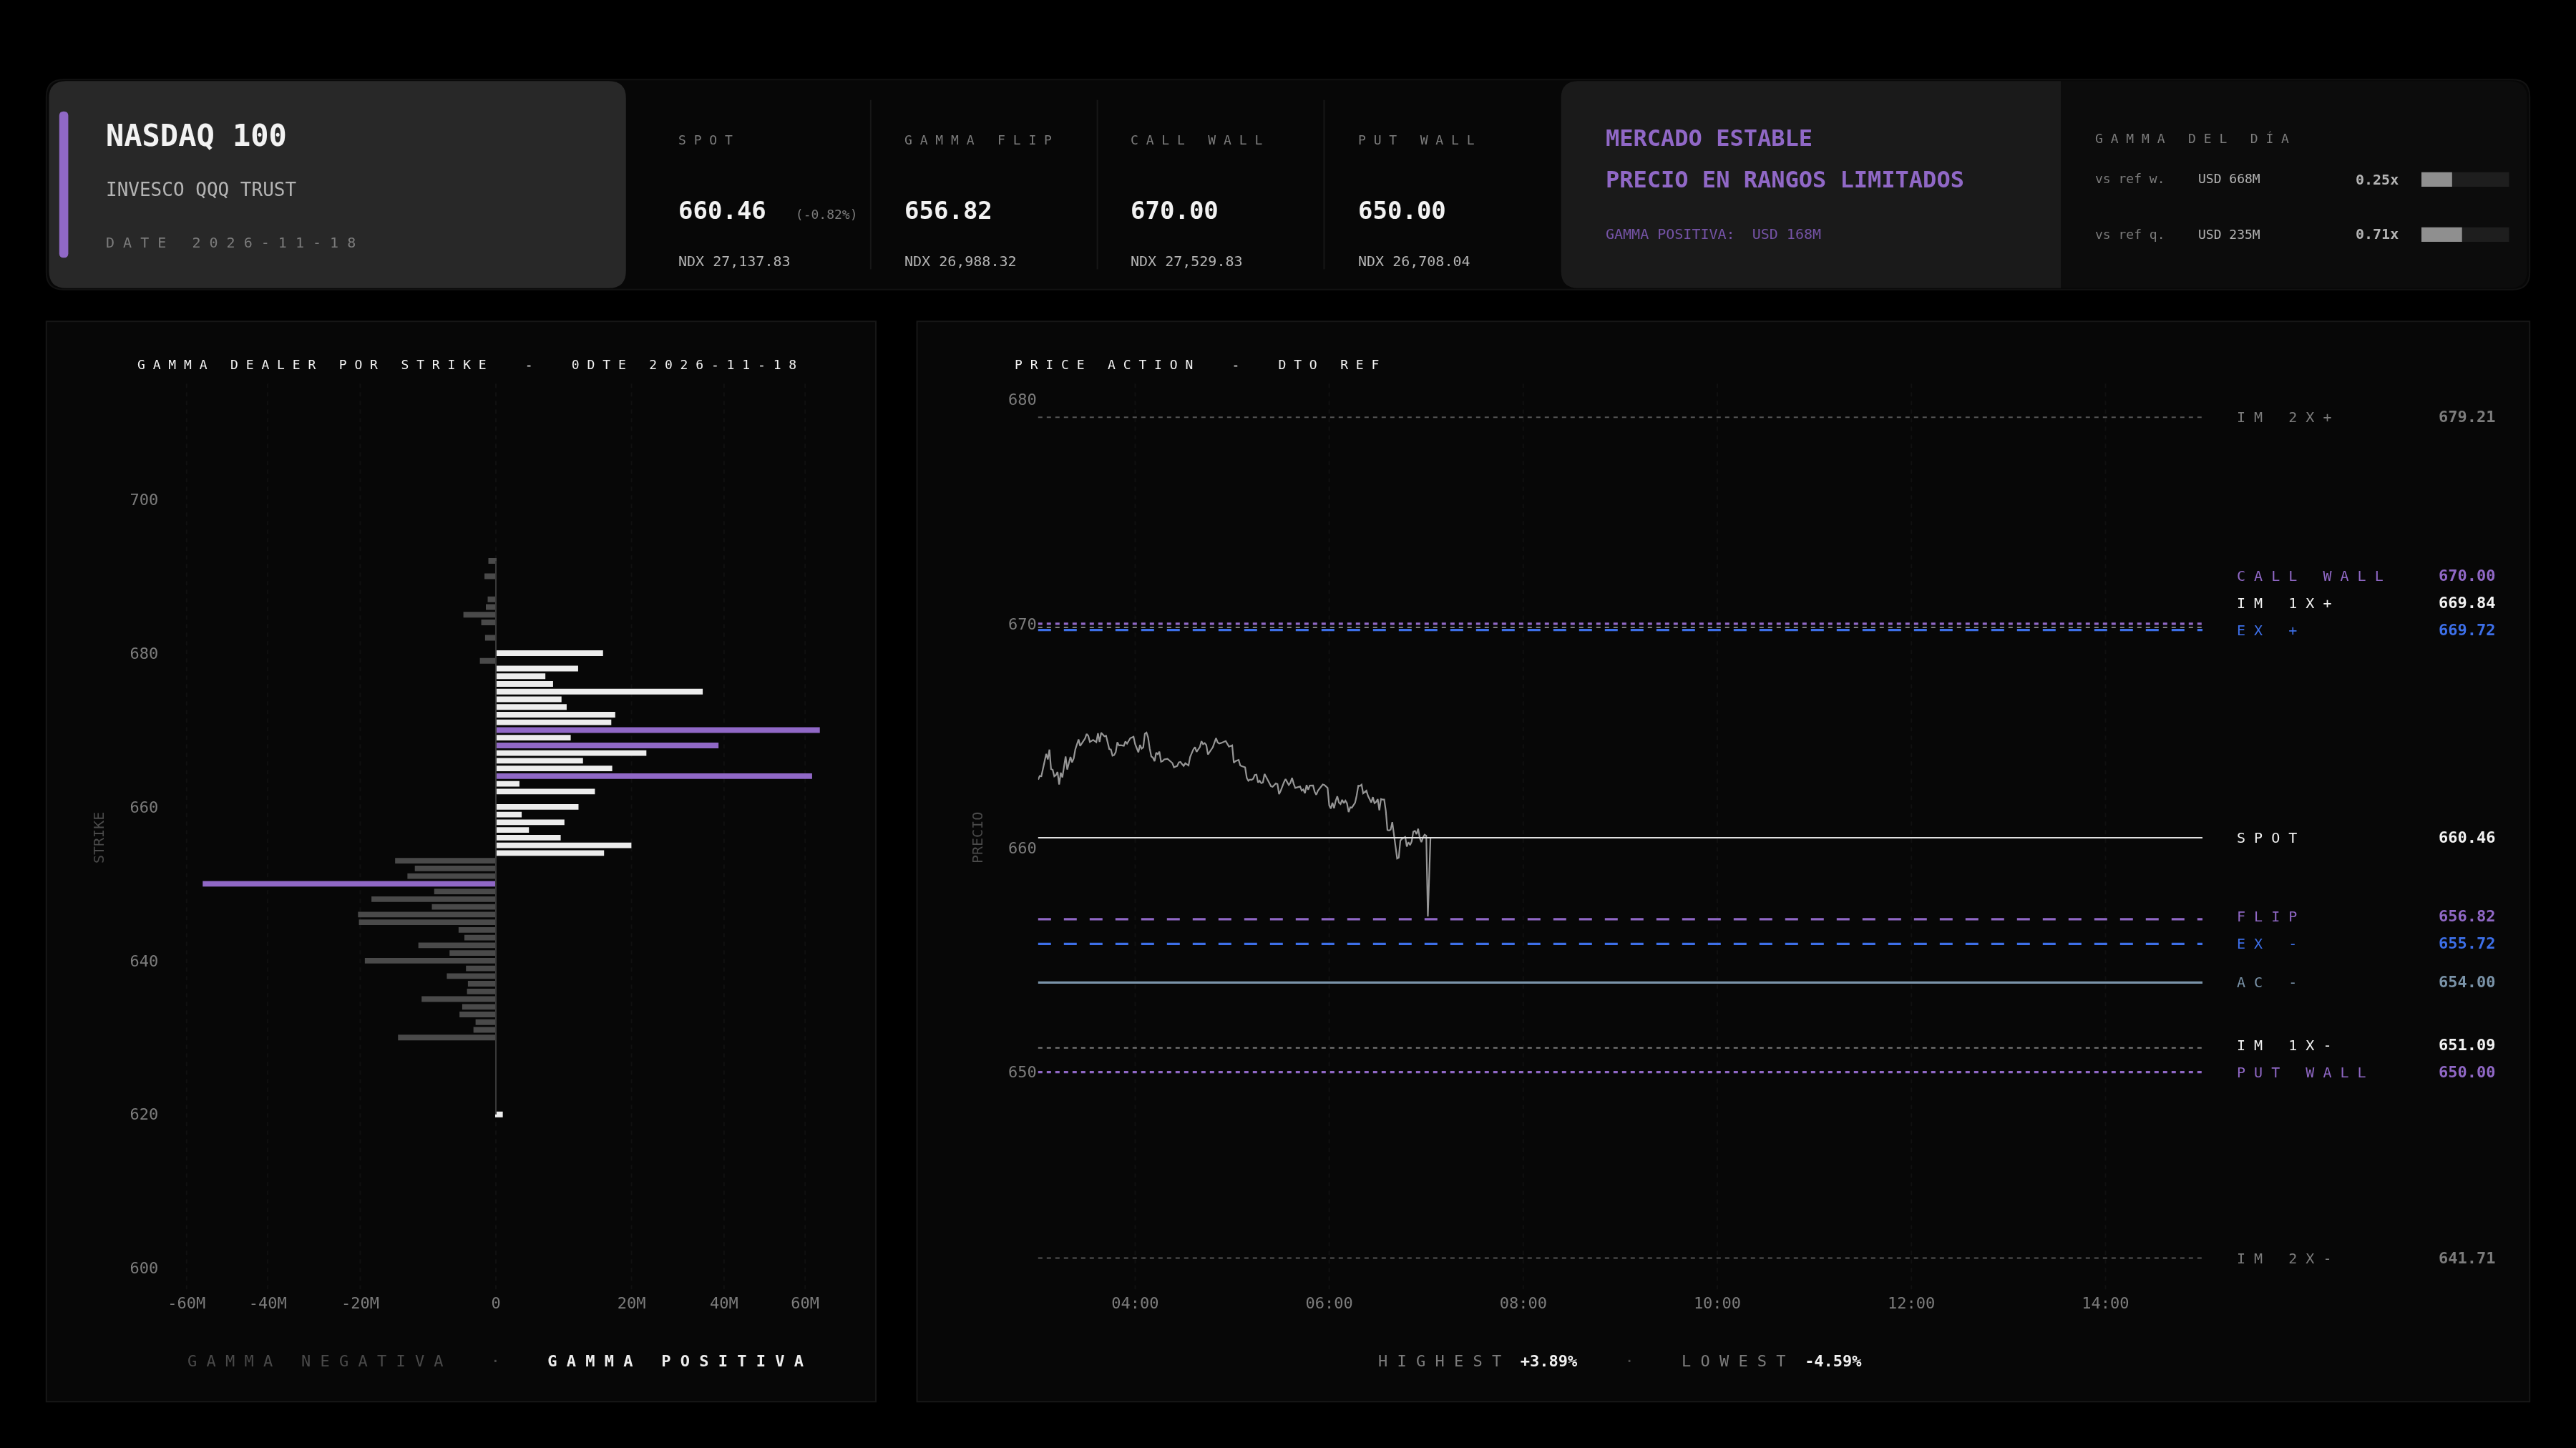 NASDAQ 100
INVESCO QQQ TRUST
DATE 2026-11-18
SPOT
660.46 (-0.82%)
NDX 27,137.83
GAMMA FLIP
656.82
NDX 26,988.32
CALL WALL
670.00
NDX 27,529.83
PUT WALL
650.00
NDX 26,708.04
MERCADO ESTABLE
PRECIO EN RANGOS LIMITADOS
GAMMA POSITIVA: USD 168M
GAMMA DEL DÍA
vs ref w. USD 668M 0.25x
vs ref q. USD 235M 0.71x
GAMMA DEALER POR STRIKE - 0DTE 2026-11-18
STRIKE
700
680
660
640
620
600
-60M -40M -20M 0 20M 40M 60M
GAMMA NEGATIVA · GAMMA POSITIVA
PRICE ACTION - DTO REF
PRECIO
680
670
660
650
IM 2X+ 679.21
CALL WALL 670.00
IM 1X+ 669.84
EX + 669.72
SPOT 660.46
FLIP 656.82
EX - 655.72
AC - 654.00
IM 1X- 651.09
PUT WALL 650.00
IM 2X- 641.71
04:00 06:00 08:00 10:00 12:00 14:00
HIGHEST +3.89% · LOWEST -4.59%